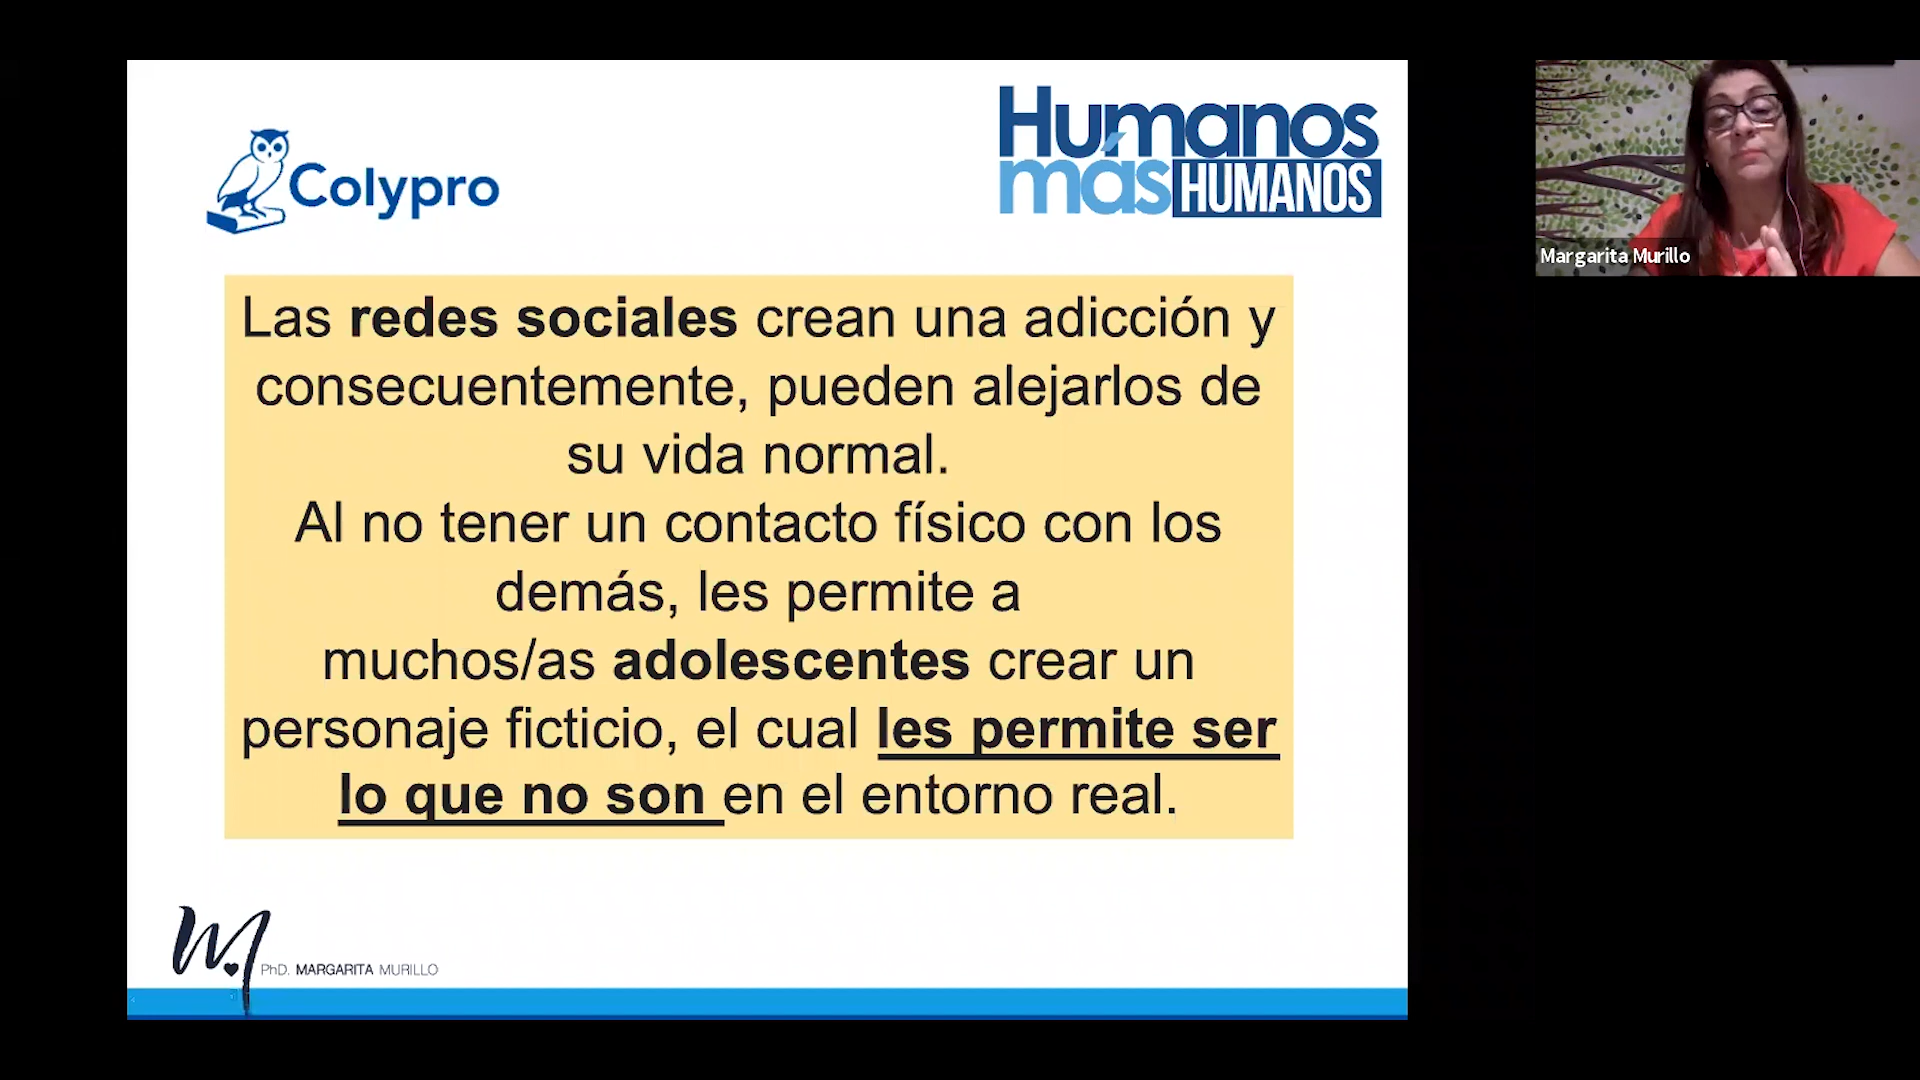 Colypro
Humanos
más HUMANOS
Margarita Murillo
Las redes sociales crean una adicción y
consecuentemente, pueden alejarlos de
su vida normal.
Al no tener un contacto físico con los
demás, les permite a
muchos/as adolescentes crear un
personaje ficticio, el cual les permite ser
lo que no son en el entorno real.
M.
PhD. MARGARITA MURILLO